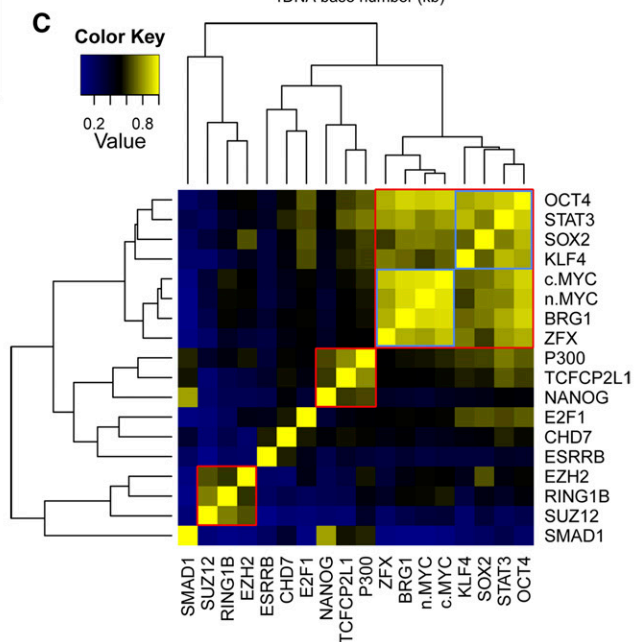 C
Color Key
0.2 0.8
Value
OCT4
STAT3
SOX2
KLF4
c.MYC
n.MYC
BRG1
ZFX
P300
TCFCP2L1
NANOG
E2F1
CHD7
ESRRB
EZH2
RING1B
SUZ12
SMAD1
SMAD1
SUZ12
RING1B
EZH2
ESRRB
CHD7
E2F1
NANOG
TCFCP2L1
P300
ZFX
BRG1
n.MYC
c.MYC
KLF4
SOX2
STAT3
OCT4